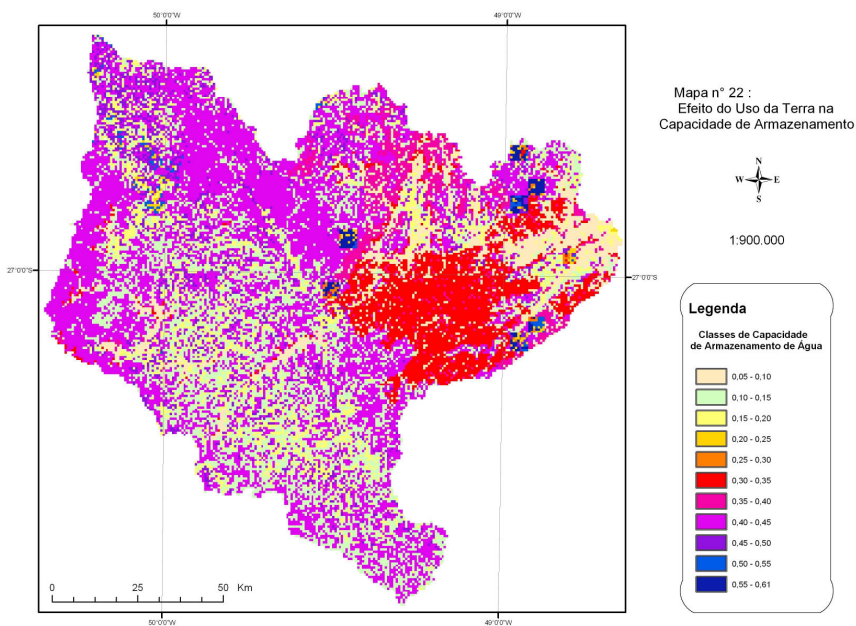 50°0'0"W
49°0'0"W
27°0'0"S
27°0'0"S
0
25
50
Km
50°0'0"W
49°0'0"W
Mapa n° 22 :
Efeito do Uso da Terra na
Capacidade de Armazenamento
N
W
E
S
1:900.000
Legenda
Classes de Capacidade
de Armazenamento de Água
0,05 - 0,10
0,10 - 0,15
0,15 - 0,20
0,20 - 0,25
0,25 - 0,30
0,30 - 0,35
0,35 - 0,40
0,40 - 0,45
0,45 - 0,50
0,50 - 0,55
0,55 - 0,61